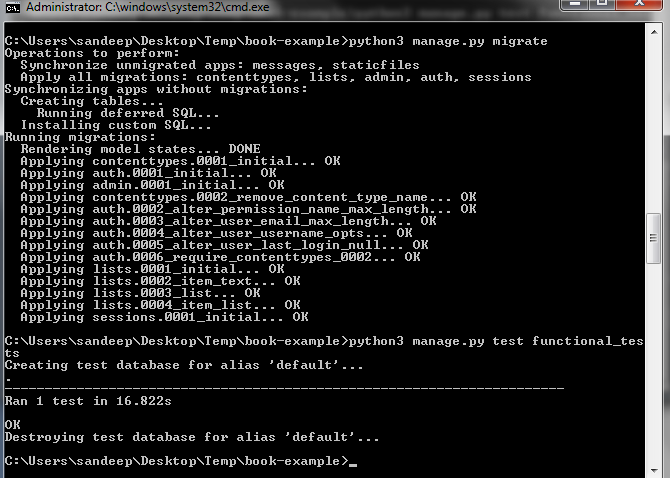 Administrator: C:\windows\system32\cmd.exe
C:\Users\sandeep\Desktop\Temp\book-example>python3 manage.py migrate
Operations to perform:
  Synchronize unmigrated apps: messages, staticfiles
  Apply all migrations: contenttypes, lists, admin, auth, sessions
Synchronizing apps without migrations:
  Creating tables...
    Running deferred SQL...
  Installing custom SQL...
Running migrations:
  Rendering model states... DONE
  Applying contenttypes.0001_initial... OK
  Applying auth.0001_initial... OK
  Applying admin.0001_initial... OK
  Applying contenttypes.0002_remove_content_type_name... OK
  Applying auth.0002_alter_permission_name_max_length... OK
  Applying auth.0003_alter_user_email_max_length... OK
  Applying auth.0004_alter_user_username_opts... OK
  Applying auth.0005_alter_user_last_login_null... OK
  Applying auth.0006_require_contenttypes_0002... OK
  Applying lists.0001_initial... OK
  Applying lists.0002_item_text... OK
  Applying lists.0003_list... OK
  Applying lists.0004_item_list... OK
  Applying sessions.0001_initial... OK
C:\Users\sandeep\Desktop\Temp\book-example>python3 manage.py test functional_tes
ts
Creating test database for alias 'default'...
.
----------------------------------------------------------------------
Ran 1 test in 16.822s
OK
Destroying test database for alias 'default'...
C:\Users\sandeep\Desktop\Temp\book-example>_